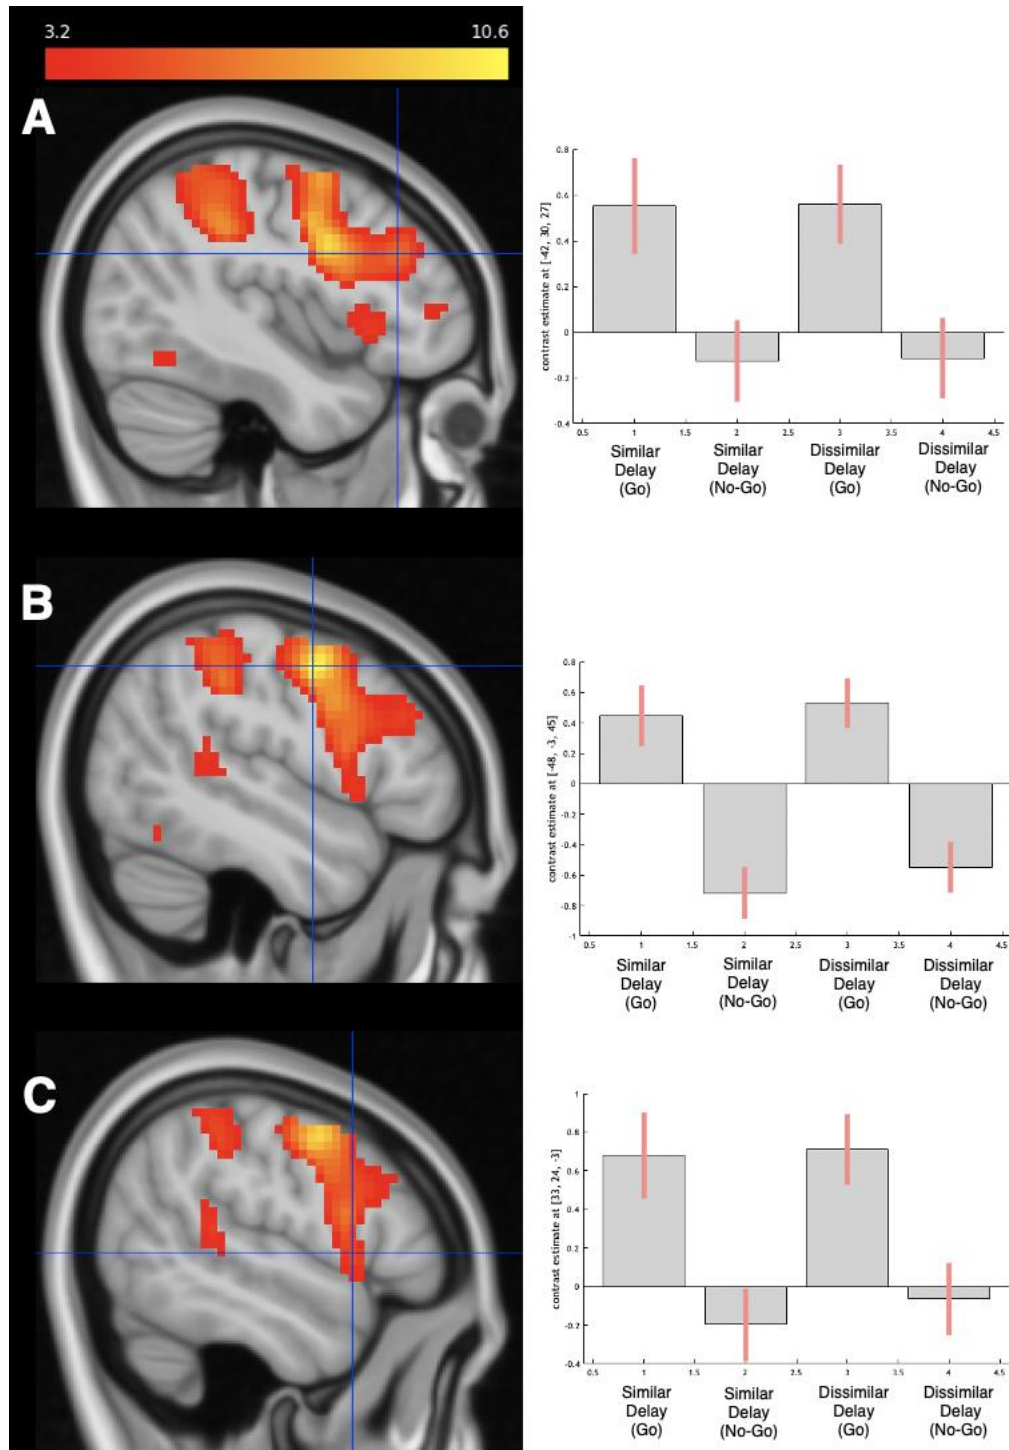 3.2 10.6
A
contrast estimate at [-42, 30, 27]
0.8
0.6
0.4
0.2
0
-0.2
-0.4
0.5 1 1.5 2 2.5 3 3.5 4 4.5
Similar Similar Dissimilar Dissimilar
Delay Delay Delay Delay
(Go) (No-Go) (Go) (No-Go)
B
contrast estimate at [-48, -3, 45]
0.8
0.6
0.4
0.2
0
-0.2
-0.4
-0.6
-0.8
-1
0.5 1 1.5 2 2.5 3 3.5 4 4.5
Similar Similar Dissimilar Dissimilar
Delay Delay Delay Delay
(Go) (No-Go) (Go) (No-Go)
C
contrast estimate at [33, 24, -3]
1
0.8
0.6
0.4
0.2
0
-0.2
-0.4
0.5 1 1.5 2 2.5 3 3.5 4 4.5
Similar Similar Dissimilar Dissimilar
Delay Delay Delay Delay
(Go) (No-Go) (Go) (No-Go)